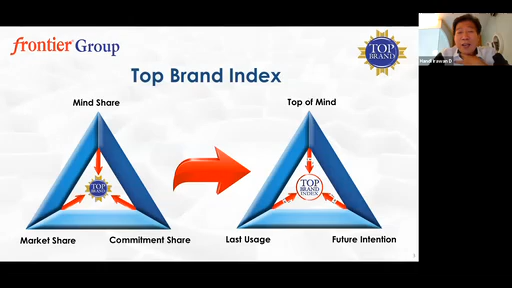 frontier Group
TOP
BRAND
Top Brand Index
Mind Share
Top of Mind
TOP
BRAND
TOP
BRAND
INDEX
Market Share
Commitment Share
Last Usage
Future Intention